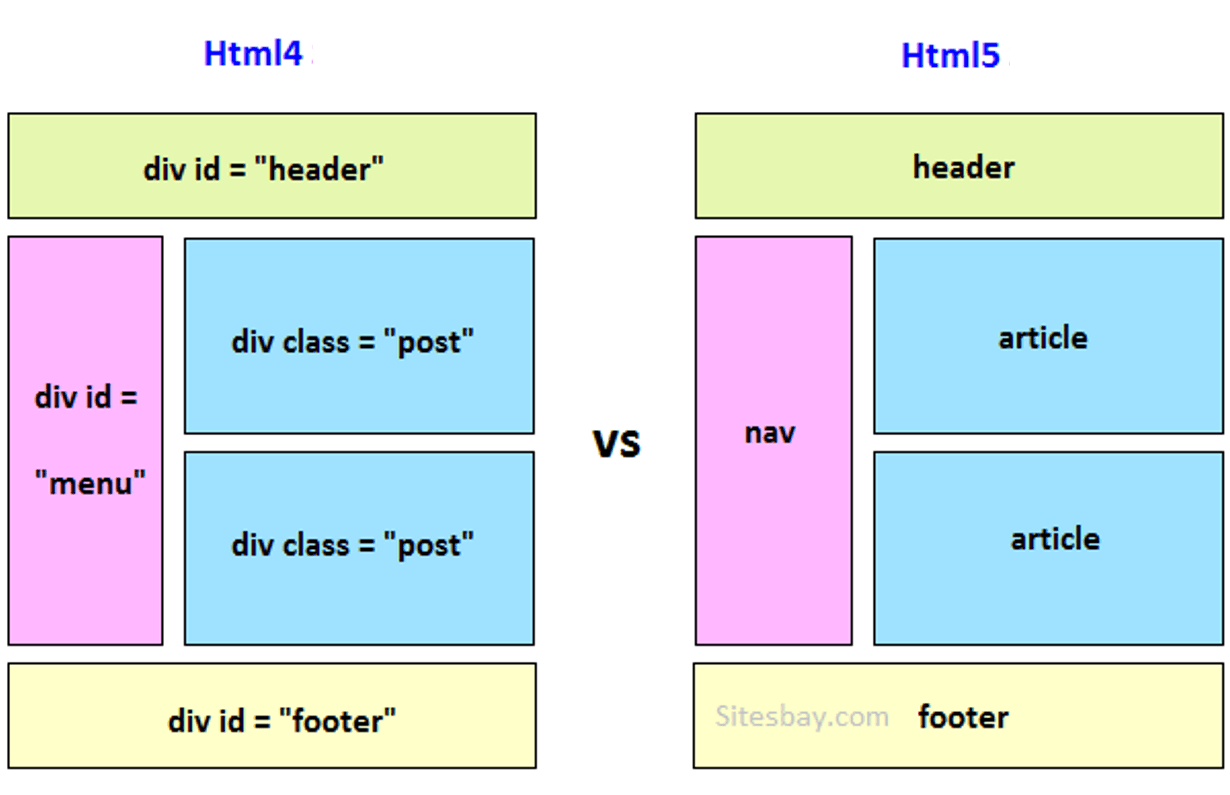 Html4
Html5
div id = "header"
header
div id =
"menu"
div class = "post"
div class = "post"
vs
nav
article
article
div id = "footer"
Sitesbay.com footer